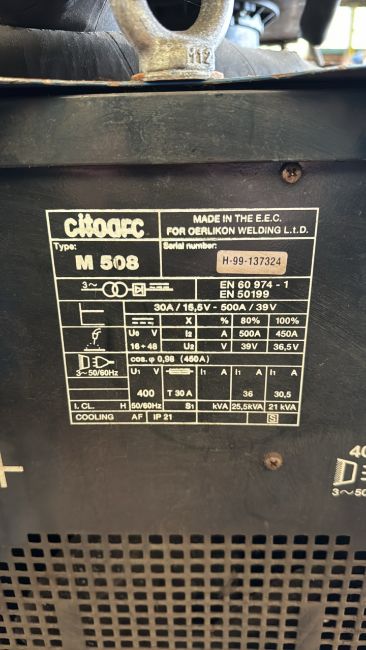 M12
citoarc
MADE IN THE E.E.C.
FOR OERLIKON WELDING L.t.D.
Type:
M 508
Serial number:
H-99-137324
3~
EN 60 974 - 1
EN 50199
30A / 15,5V - 500A / 39V
X % 80% 100%
U0 V I2 A 500A 450A
16 ÷ 48 U2 V 39V 36,5V
cos. φ 0,98 (450A)
3~50/60Hz
U1 V I1 A I1 A I1 A
400 T 30 A 36 30,5
I. CL. H 50/60Hz S1 kVA 25,5kVA 21 kVA
COOLING AF IP 21 S
40
3~50